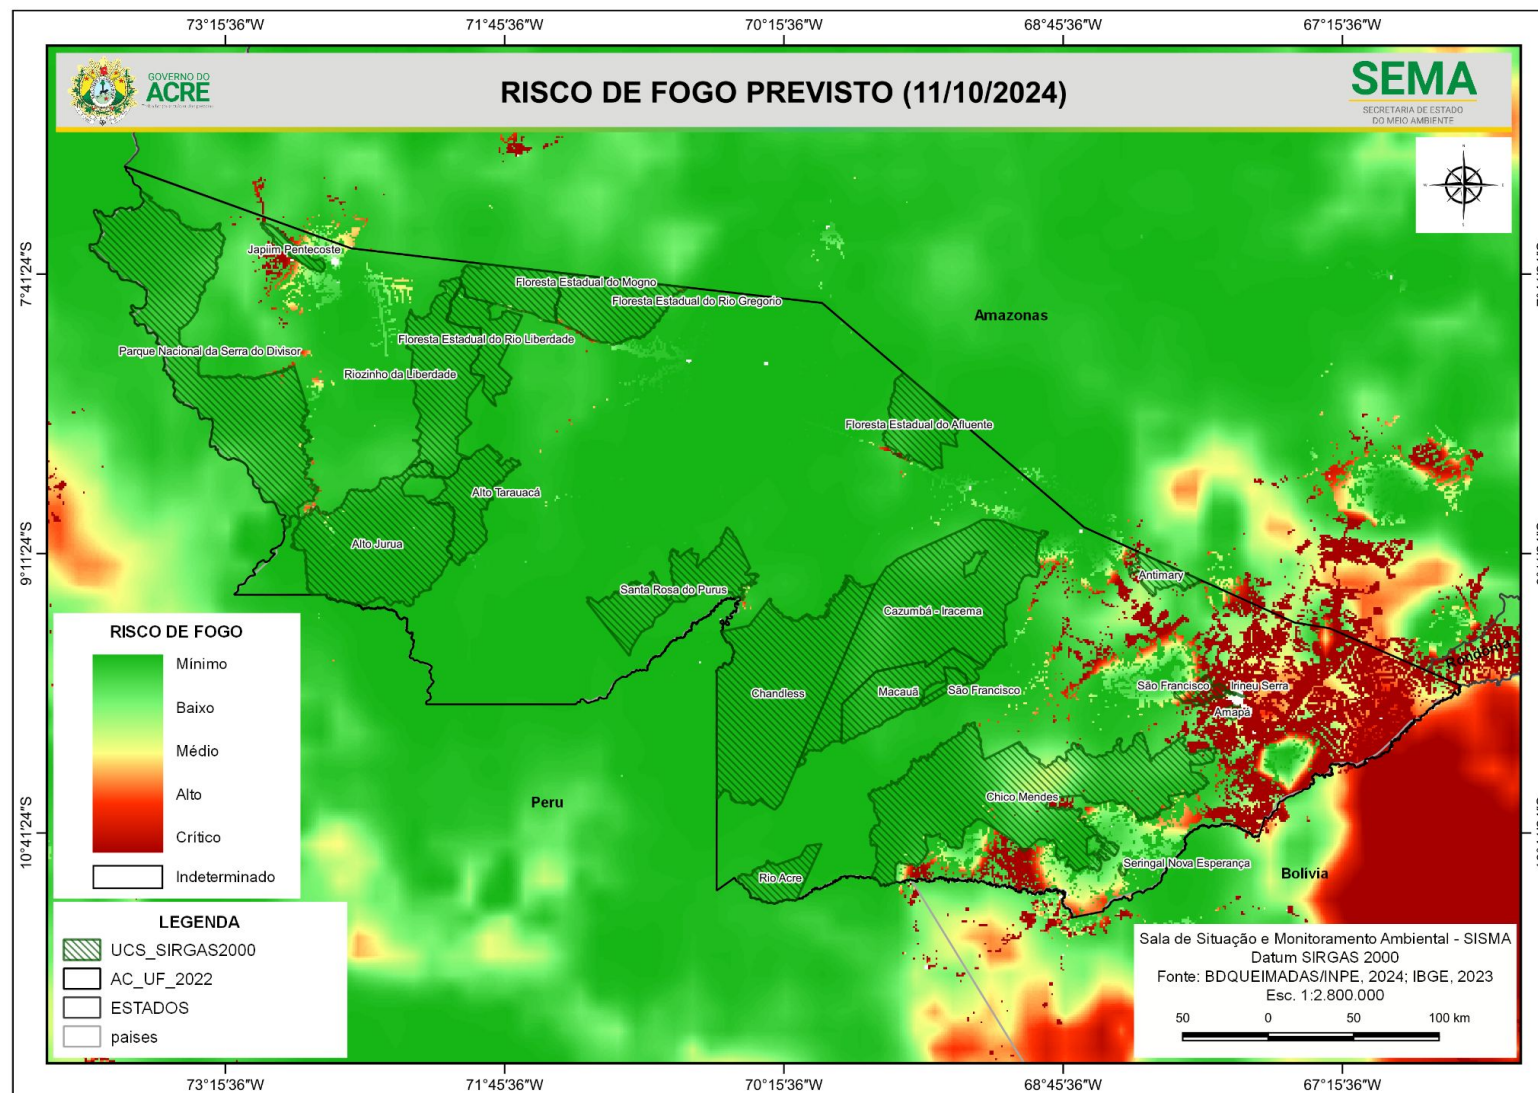 73°15'36"W
71°45'36"W
70°15'36"W
68°45'36"W
67°15'36"W
GOVERNO DO
ACRE
RISCO DE FOGO PREVISTO (11/10/2024)
SEMA
SECRETARIA DE ESTADO
DO MEIO AMBIENTE
7°41'24"S
9°11'24"S
10°41'24"S
Japiim Pentecoste
Floresta Estadual do Mogno
Floresta Estadual do Rio Gregorio
Amazonas
Floresta Estadual do Rio Liberdade
Parque Nacional da Serra do Divisor
Riozinho da Liberdade
Floresta Estadual do Afluente
Alto Tarauacá
Alto Jurua
Antimary
Santa Rosa do Purus
Cazumbá - Iracema
Rondônia
Chandless
Macauã
São Francisco
São Francisco
Irineu Serra
Amapá
Chico Mendes
Peru
Seringal Nova Esperança
Bolivia
Rio Acre
RISCO DE FOGO
Mínimo
Baixo
Médio
Alto
Crítico
Indeterminado
LEGENDA
UCS_SIRGAS2000
AC_UF_2022
ESTADOS
paises
Sala de Situação e Monitoramento Ambiental - SISMA
Datum SIRGAS 2000
Fonte: BDQUEIMADAS/INPE, 2024; IBGE, 2023
Esc. 1:2.800.000
50 0 50 100 km
73°15'36"W
71°45'36"W
70°15'36"W
68°45'36"W
67°15'36"W